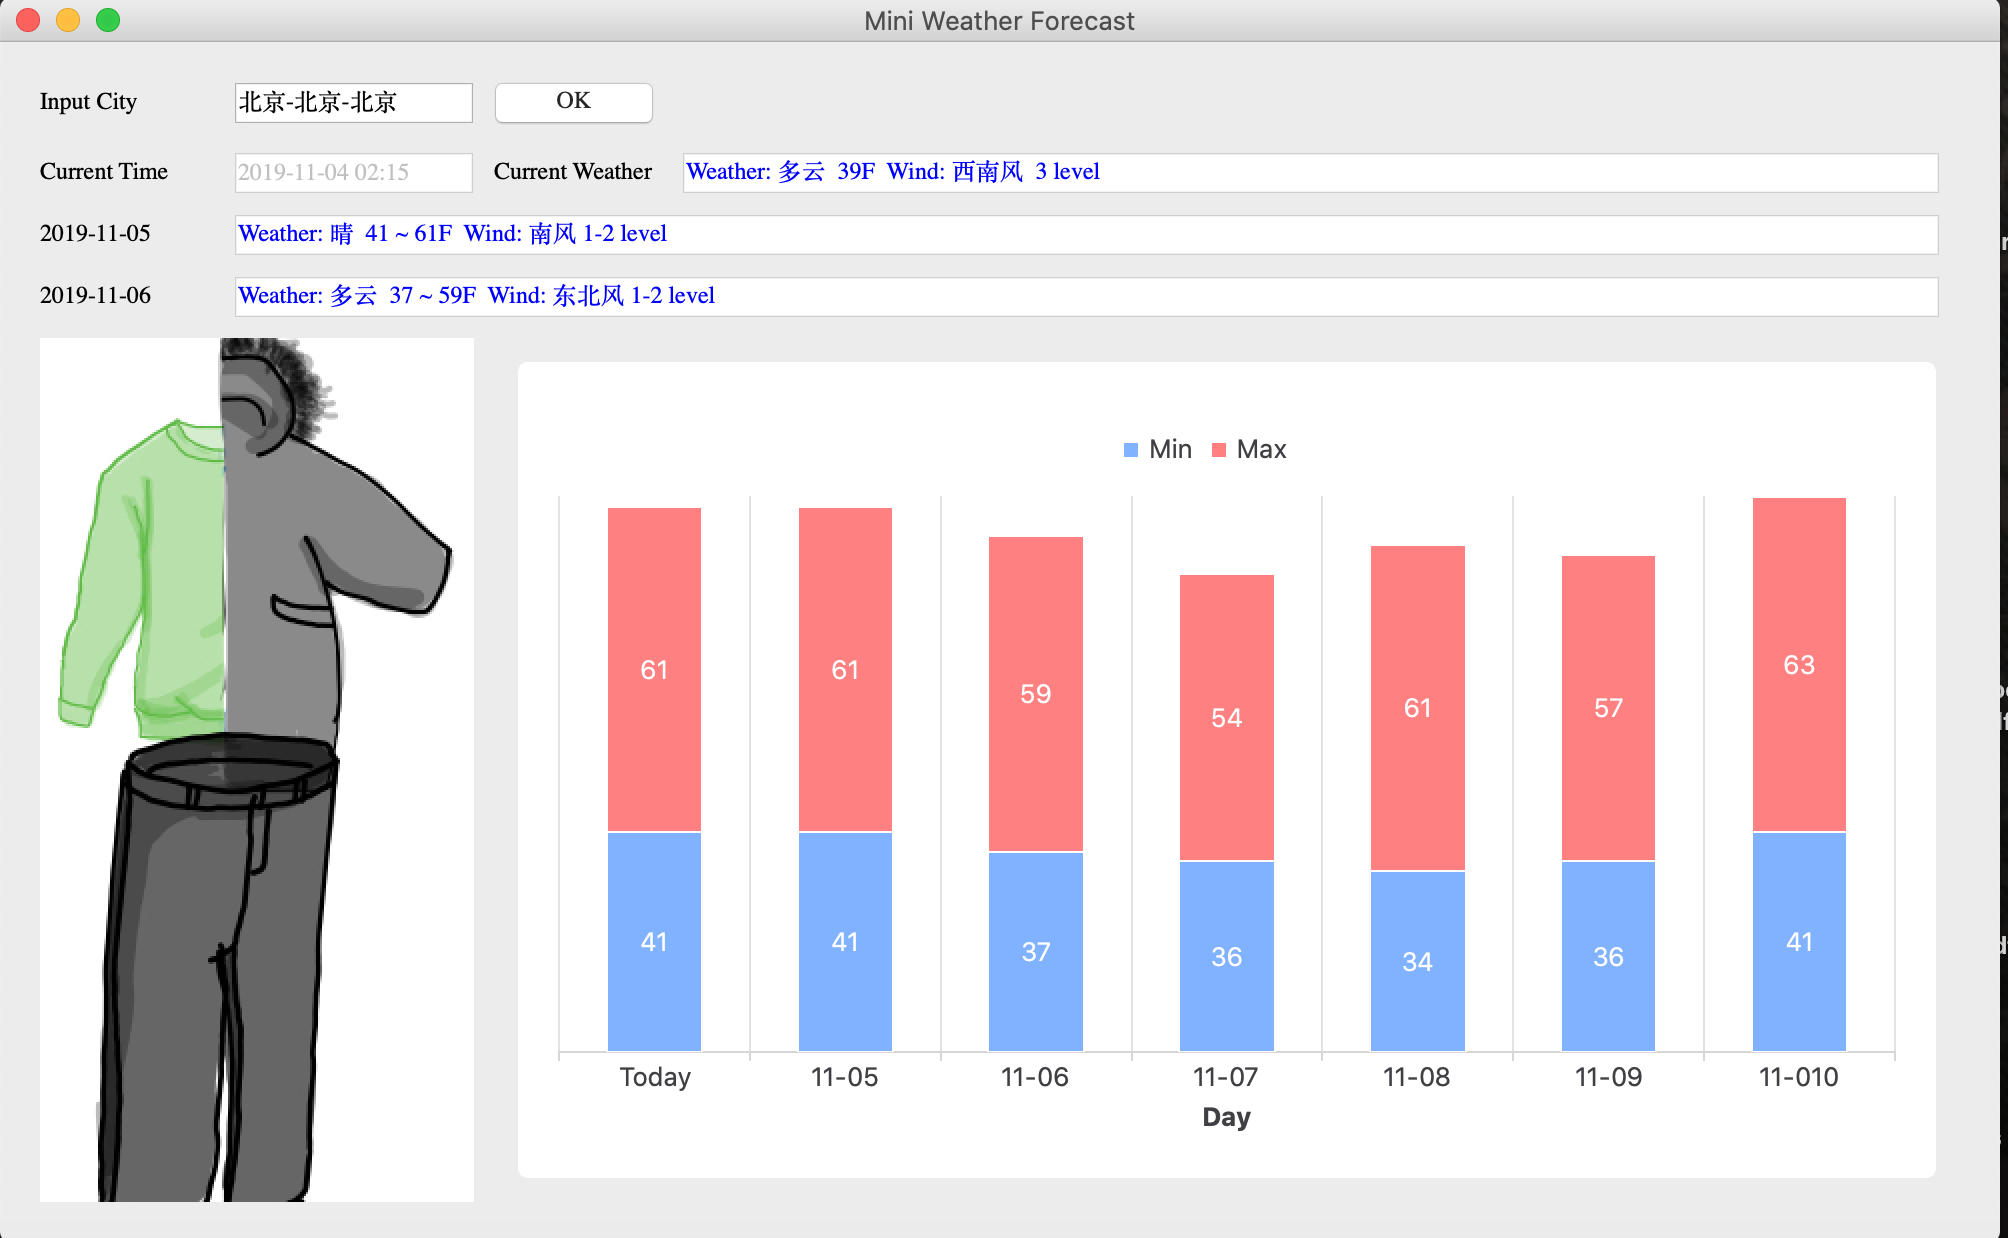 Mini Weather Forecast
Input City 北京-北京-北京 OK
Current Time 2019-11-04 02:15 Current Weather Weather: 多云 39F Wind: 西南风 3 level
2019-11-05 Weather: 晴 41 ~ 61F Wind: 南风 1-2 level
2019-11-06 Weather: 多云 37 ~ 59F Wind: 东北风 1-2 level
Min Max
61 61 59 54 61 57 63
41 41 37 36 34 36 41
Today 11-05 11-06 11-07 11-08 11-09 11-010
Day